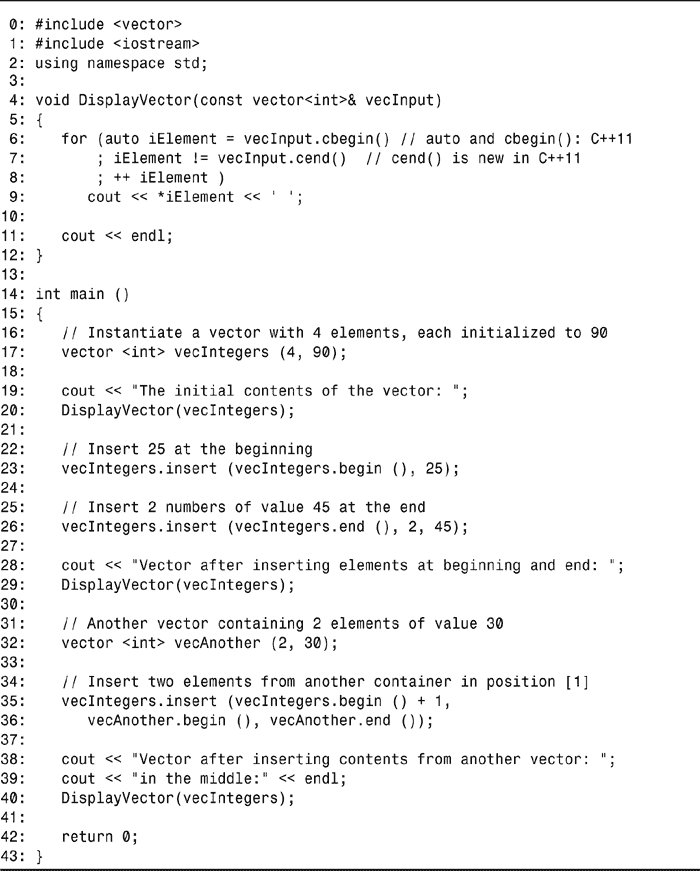 0: #include <vector>
1: #include <iostream>
2: using namespace std;
3:
4: void DisplayVector(const vector<int>& vecInput)
5: {
6:    for (auto iElement = vecInput.cbegin() // auto and cbegin(): C++11
7:        ; iElement != vecInput.cend()  // cend() is new in C++11
8:        ; ++ iElement )
9:       cout << *iElement << ' ';
10:
11:    cout << endl;
12: }
13:
14: int main ()
15: {
16:    // Instantiate a vector with 4 elements, each initialized to 90
17:    vector <int> vecIntegers (4, 90);
18:
19:    cout << "The initial contents of the vector: ";
20:    DisplayVector(vecIntegers);
21:
22:    // Insert 25 at the beginning
23:    vecIntegers.insert (vecIntegers.begin (), 25);
24:
25:    // Insert 2 numbers of value 45 at the end
26:    vecIntegers.insert (vecIntegers.end (), 2, 45);
27:
28:    cout << "Vector after inserting elements at beginning and end: ";
29:    DisplayVector(vecIntegers);
30:
31:    // Another vector containing 2 elements of value 30
32:    vector <int> vecAnother (2, 30);
33:
34:    // Insert two elements from another container in position [1]
35:    vecIntegers.insert (vecIntegers.begin () + 1,
36:       vecAnother.begin (), vecAnother.end ());
37:
38:    cout << "Vector after inserting contents from another vector: ";
39:    cout << "in the middle:" << endl;
40:    DisplayVector(vecIntegers);
41:
42:    return 0;
43: }